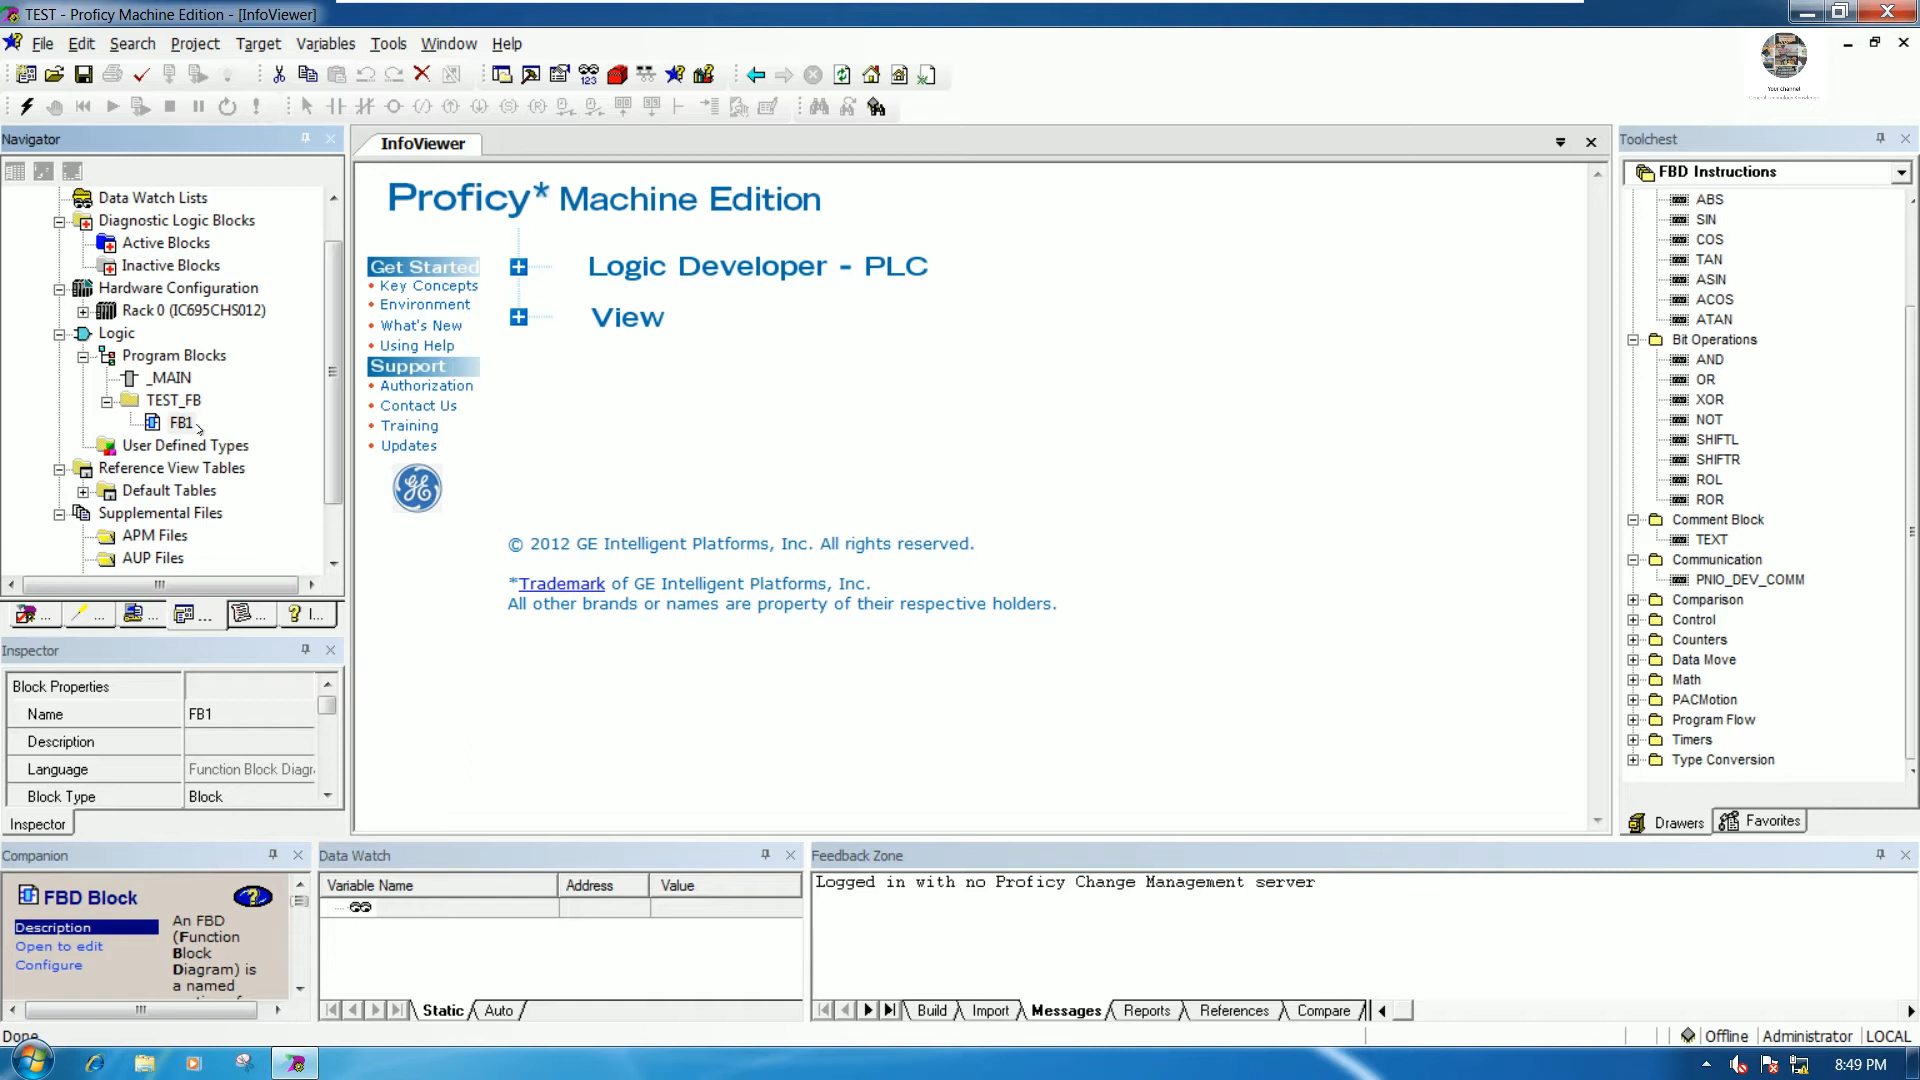 TEST - Proficy Machine Edition - [InfoViewer]
File Edit Search Project Target Variables Tools Window Help
Your channel
Navigator
Data Watch Lists
Diagnostic Logic Blocks
Active Blocks
Inactive Blocks
Hardware Configuration
Rack 0 (IC695CHS012)
Logic
Program Blocks
_MAIN
TEST_FB
FB1
User Defined Types
Reference View Tables
Default Tables
Supplemental Files
APM Files
AUP Files
... ... ... ... ... I...
Inspector
Block Properties
Name FB1
Description
Language Function Block Diagr
Block Type Block
Inspector
InfoViewer
Proficy* Machine Edition
Get Started
• Key Concepts
• Environment
• What's New
• Using Help
Support
• Authorization
• Contact Us
• Training
• Updates
Logic Developer - PLC
View
© 2012 GE Intelligent Platforms, Inc. All rights reserved.
*Trademark of GE Intelligent Platforms, Inc.
All other brands or names are property of their respective holders.
Toolchest
FBD Instructions
ABS
SIN
COS
TAN
ASIN
ACOS
ATAN
Bit Operations
AND
OR
XOR
NOT
SHIFTL
SHIFTR
ROL
ROR
Comment Block
TEXT
Communication
PNIO_DEV_COMM
Comparison
Control
Counters
Data Move
Math
PACMotion
Program Flow
Timers
Type Conversion
Drawers Favorites
Companion
FBD Block
Description
Open to edit
Configure
An FBD
(Function
Block
Diagram) is
a named
Data Watch
Variable Name Address Value
Static Auto
Feedback Zone
Logged in with no Proficy Change Management server
Build Import Messages Reports References Compare
Done
Offline Administrator LOCAL
8:49 PM